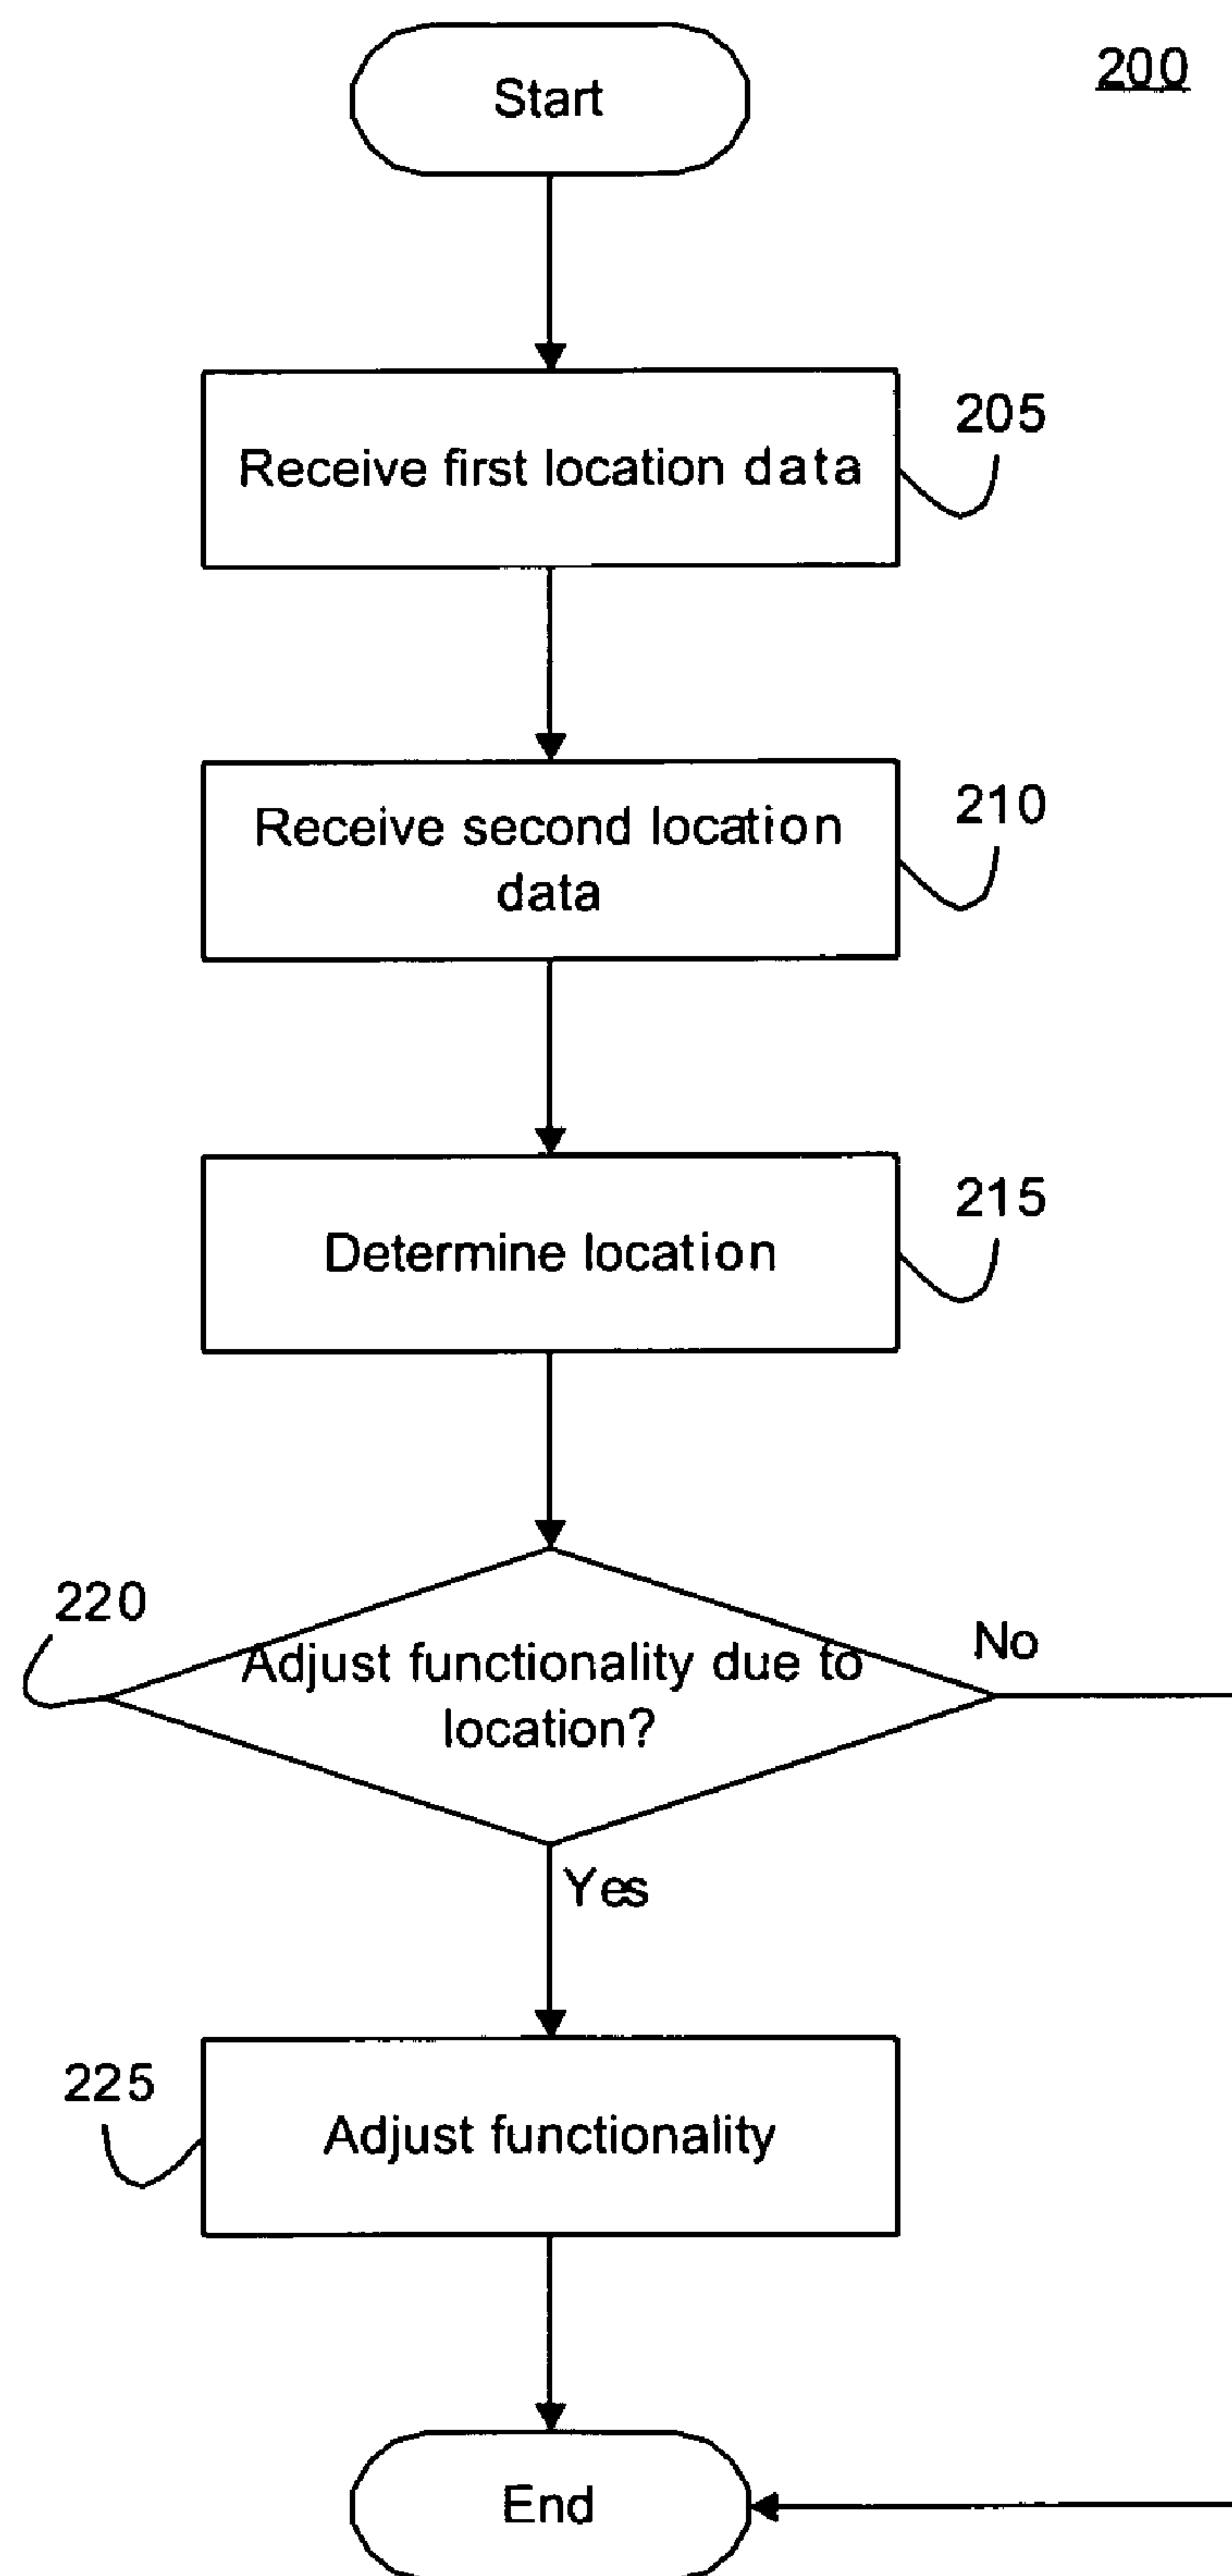 200
Start
Receive first location data
205
Receive second location
data
210
Determine location
215
220
Adjust functionality due to
location?
No
Yes
225
Adjust functionality
End